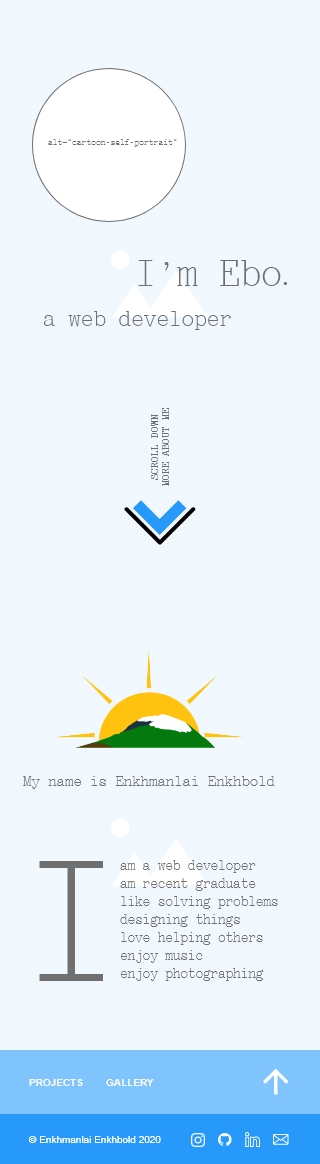 alt="cartoon-self-portrait"
I'm Ebo.
a web developer
SCROLL DOWN
MORE ABOUT ME
My name is Enkhmanlai Enkhbold
I
am a web developer
am recent graduate
like solving problems
designing things
love helping others
enjoy music
enjoy photographing
PROJECTS GALLERY
© Enkhmanlai Enkhbold 2020
in